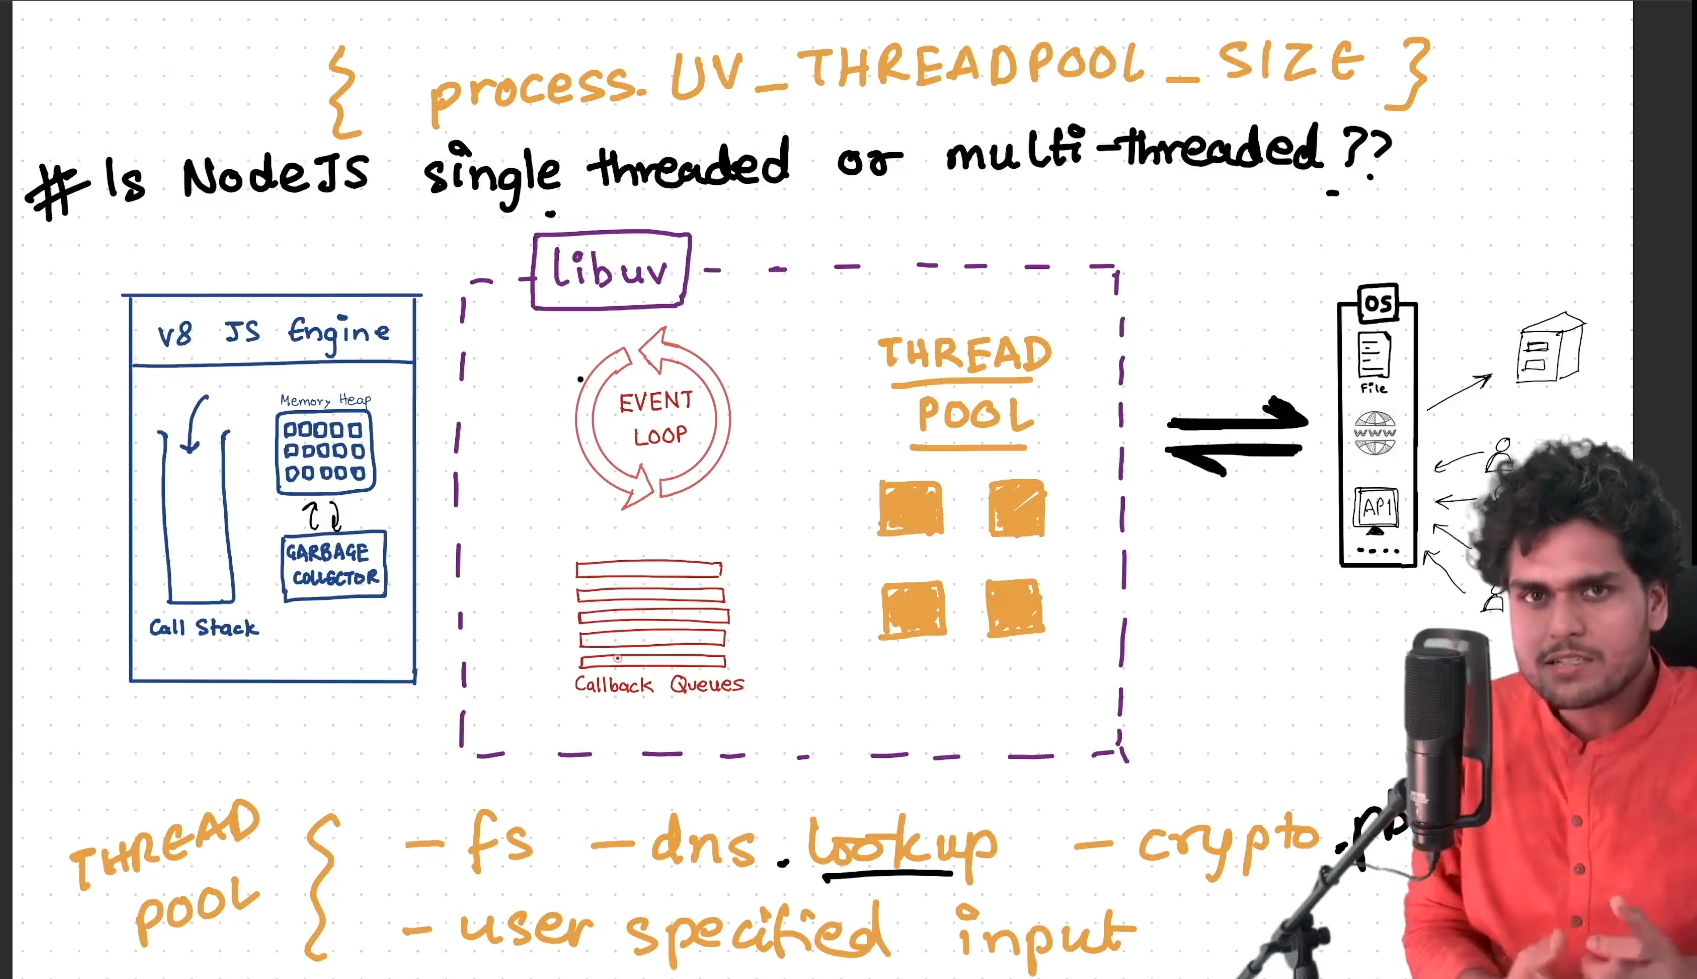 { process.UV_THREADPOOL_SIZE }
# Is NodeJS single threaded or multi-threaded ??
libuv
V8 JS Engine
Memory Heap
GARBAGE
COLLECTOR
Call Stack
EVENT
LOOP
Callback Queues
THREAD
POOL
OS
File
WWW
API
THREAD
POOL
{ - fs - dns.lookup - crypto.
- user specified input